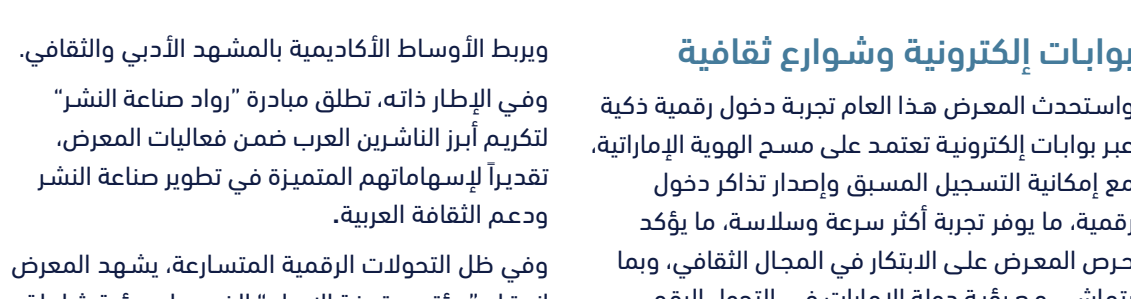 بوابات إلكترونية وشوارع ثقافية
واستحدث المعرض هذا العام تجربة دخول رقمية ذكية
عبر بوابات إلكترونية تعتمد على مسح الهوية الإماراتية،
مع إمكانية التسجيل المسبق وإصدار تذاكر دخول
رقمية، ما يوفر تجربة أكثر سرعة وسلاسة، ما يؤكد
حرص المعرض على الابتكار في المجال الثقافي، وبما
ويربط الأوساط الأكاديمية بالمشهد الأدبي والثقافي.
وفي الإطار ذاته، تطلق مبادرة ”رواد صناعة النشر“
لتكريم أبرز الناشرين العرب ضمن فعاليات المعرض،
تقديراً لإسهاماتهم المتميزة في تطوير صناعة النشر
ودعم الثقافة العربية.
وفي ظل التحولات الرقمية المتسارعة، يشهد المعرض